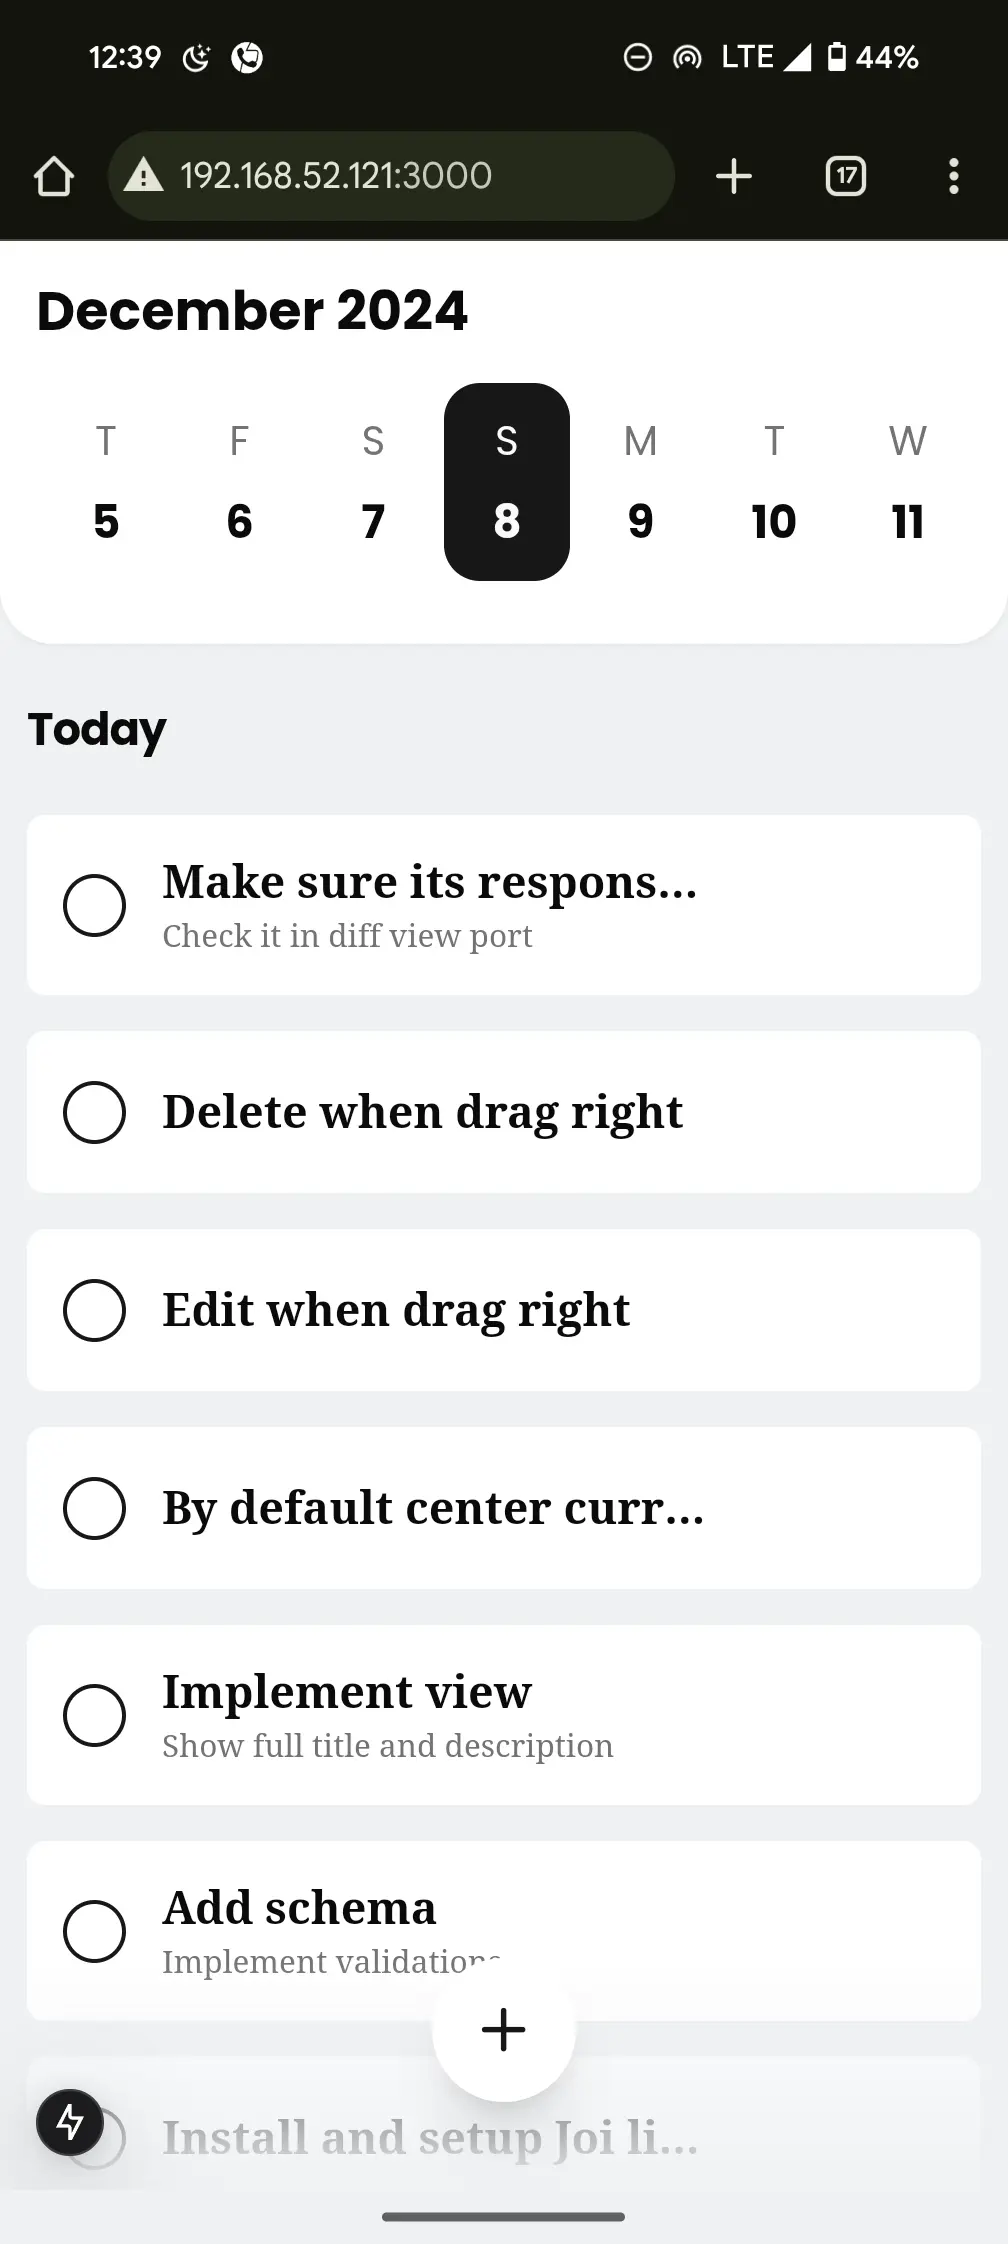 12:39 LTE 44%
192.168.52.121:3000 17
December 2024
T F S S M T W
5 6 7 8 9 10 11
Today
Make sure its respons...
Check it in diff view port
Delete when drag right
Edit when drag right
By default center curr...
Implement view
Show full title and description
Add schema
Implement validations
Install and setup Joi li...